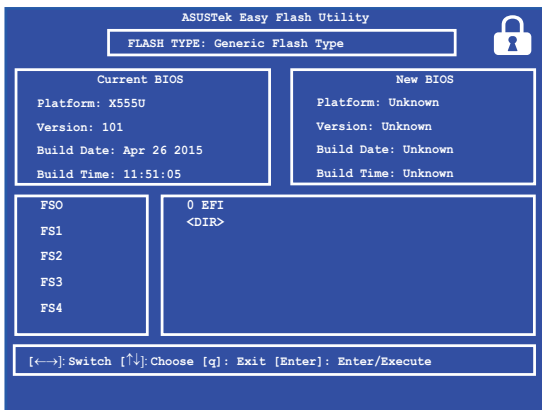 ASUSTek Easy Flash Utility
FLASH TYPE: Generic Flash Type
Current BIOS
Platform: X555U
Version: 101
Build Date: Apr 26 2015
Build Time: 11:51:05
New BIOS
Platform: Unknown
Version: Unknown
Build Date: Unknown
Build Time: Unknown
FSO
FS1
FS2
FS3
FS4
0 EFI
<DIR>
[←→]: Switch [↑↓]: Choose [q]: Exit [Enter]: Enter/Execute